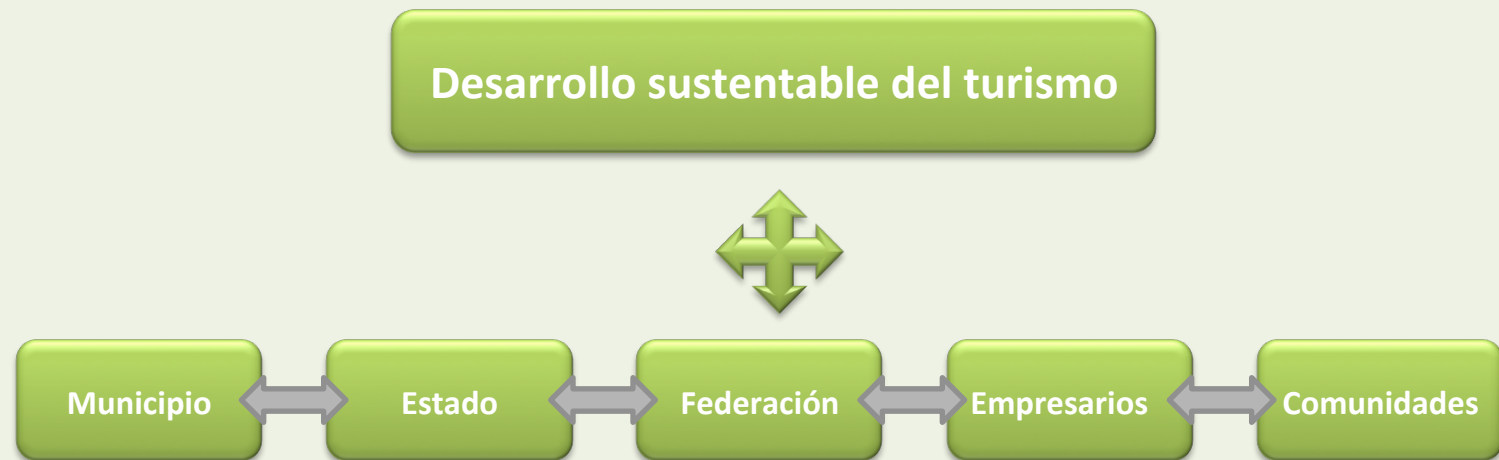 Desarrollo sustentable del turismo
Municipio
Estado
Federación
Empresarios
Comunidades